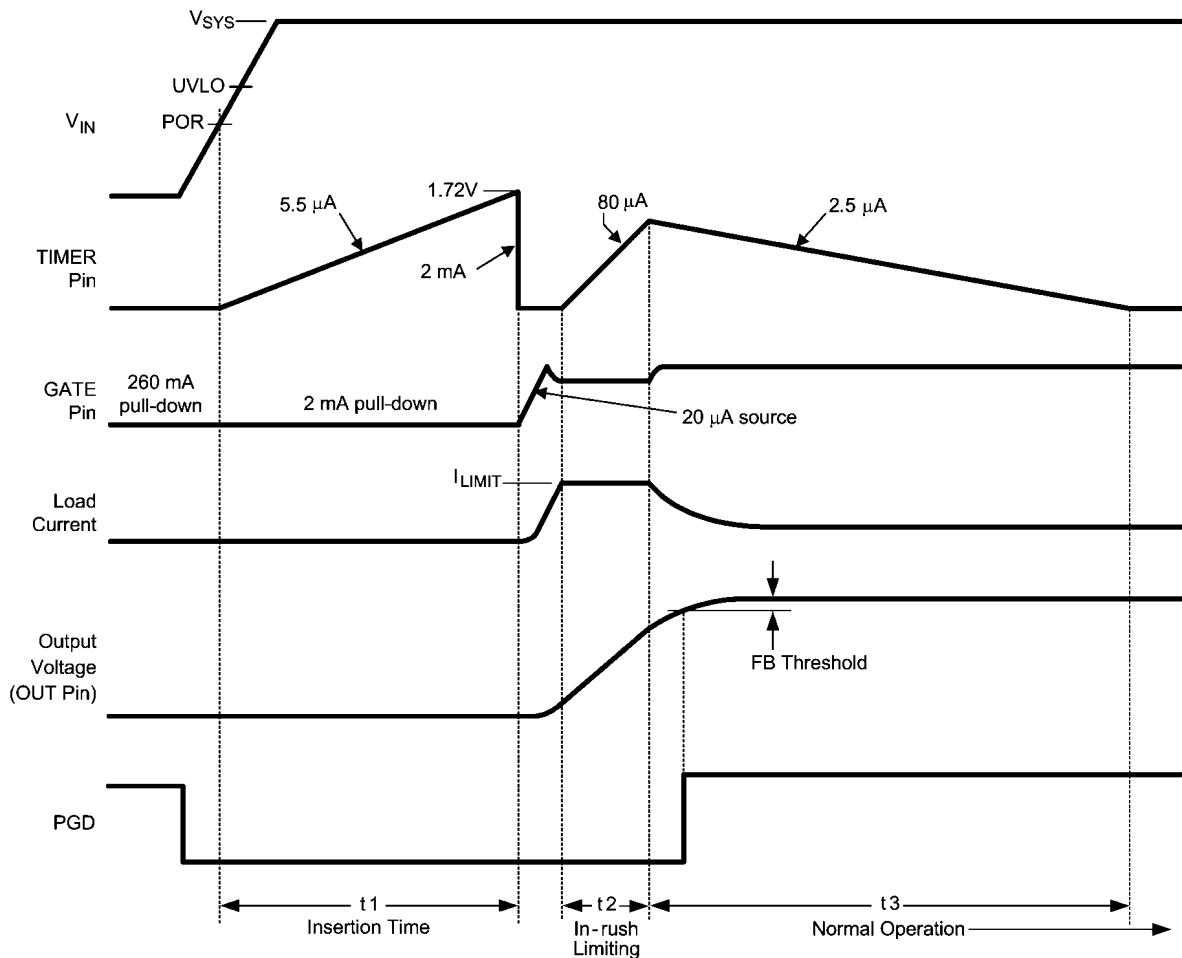 VSYS
UVLO
VIN
POR
1.72V
5.5 μA
80 μA
2.5 μA
TIMER
Pin
2 mA
GATE
Pin
260 mA
pull-down
2 mA pull-down
20 μA source
ILIMIT
Load
Current
Output
Voltage
(OUT Pin)
FB Threshold
PGD
t1
Insertion Time
t2
In-rush
Limiting
t3
Normal Operation